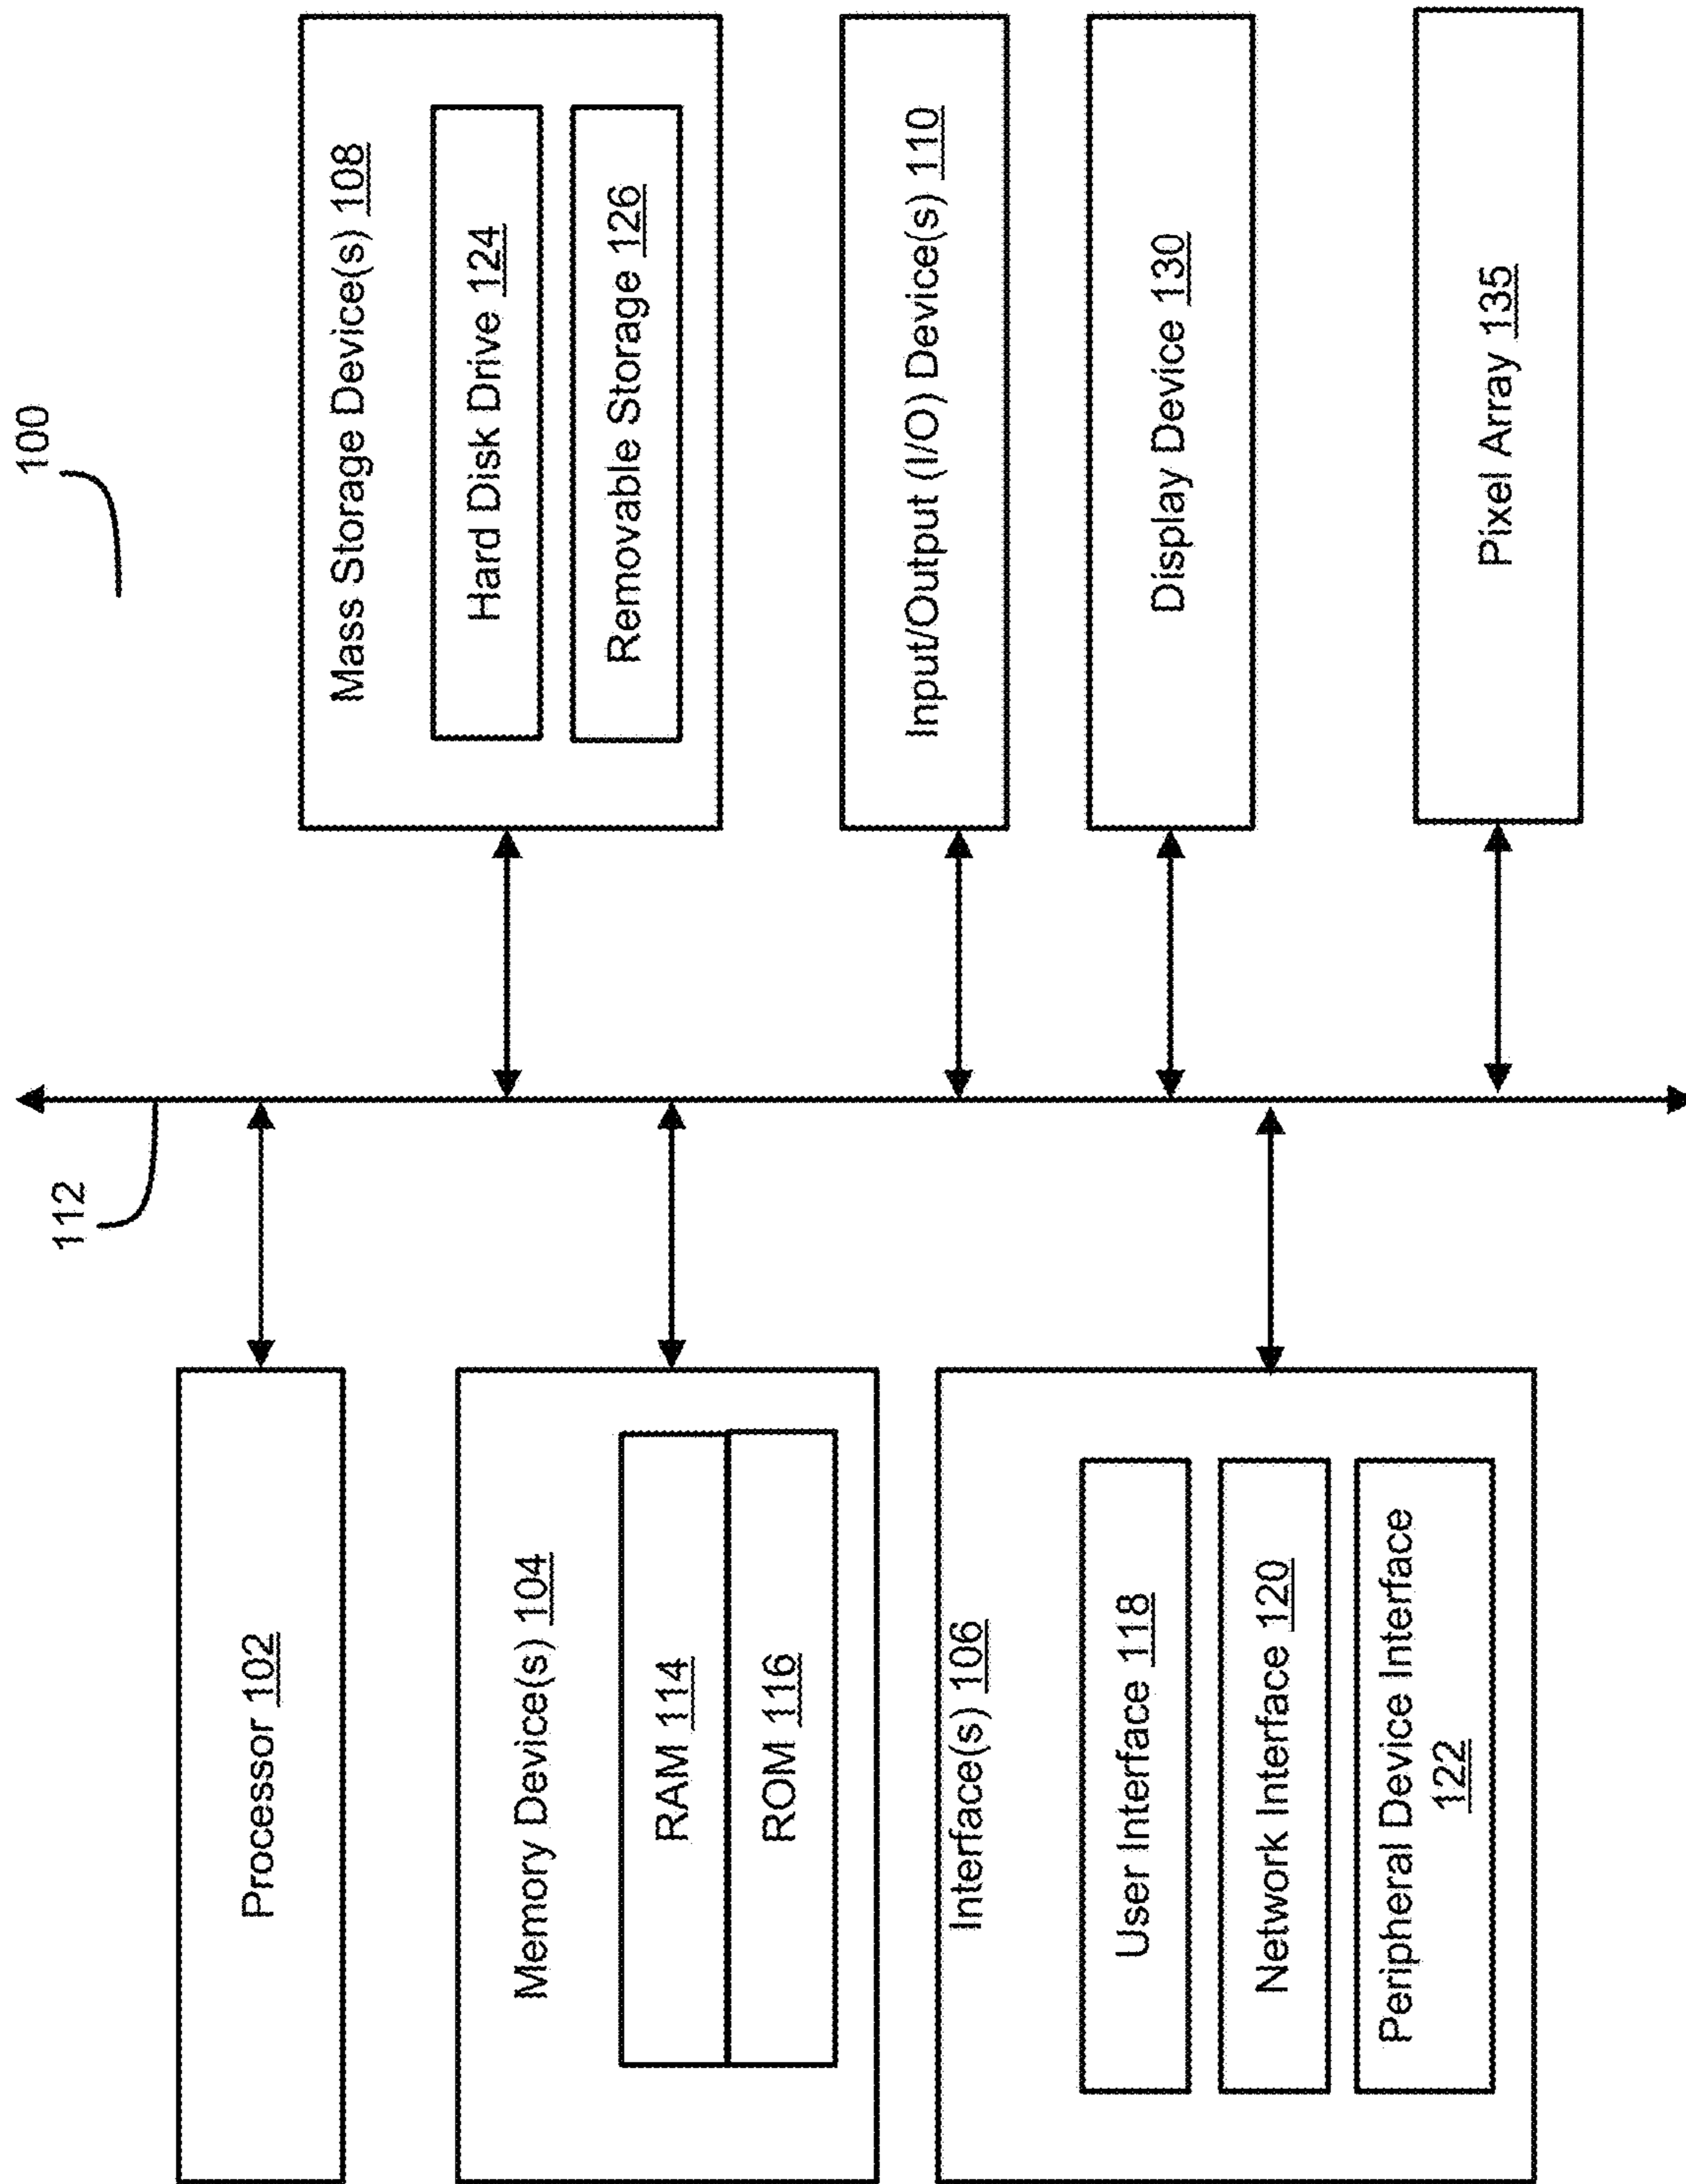 100
112
Processor 102
Memory Device(s) 104
RAM 114
ROM 116
Interface(s) 106
User Interface 118
Network Interface 120
Peripheral Device Interface
122
Mass Storage Device(s) 108
Hard Disk Drive 124
Removable Storage 126
Input/Output (I/O) Device(s) 110
Display Device 130
Pixel Array 135